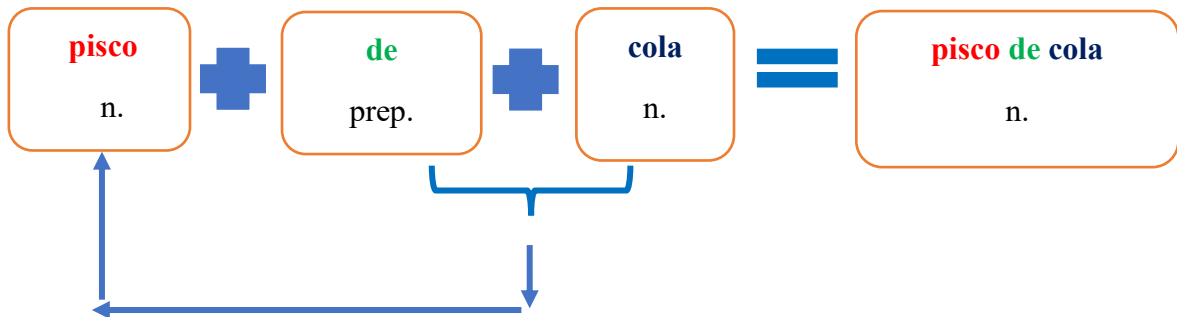 pisco
n.
de
prep.
cola
n.
pisco de cola
n.